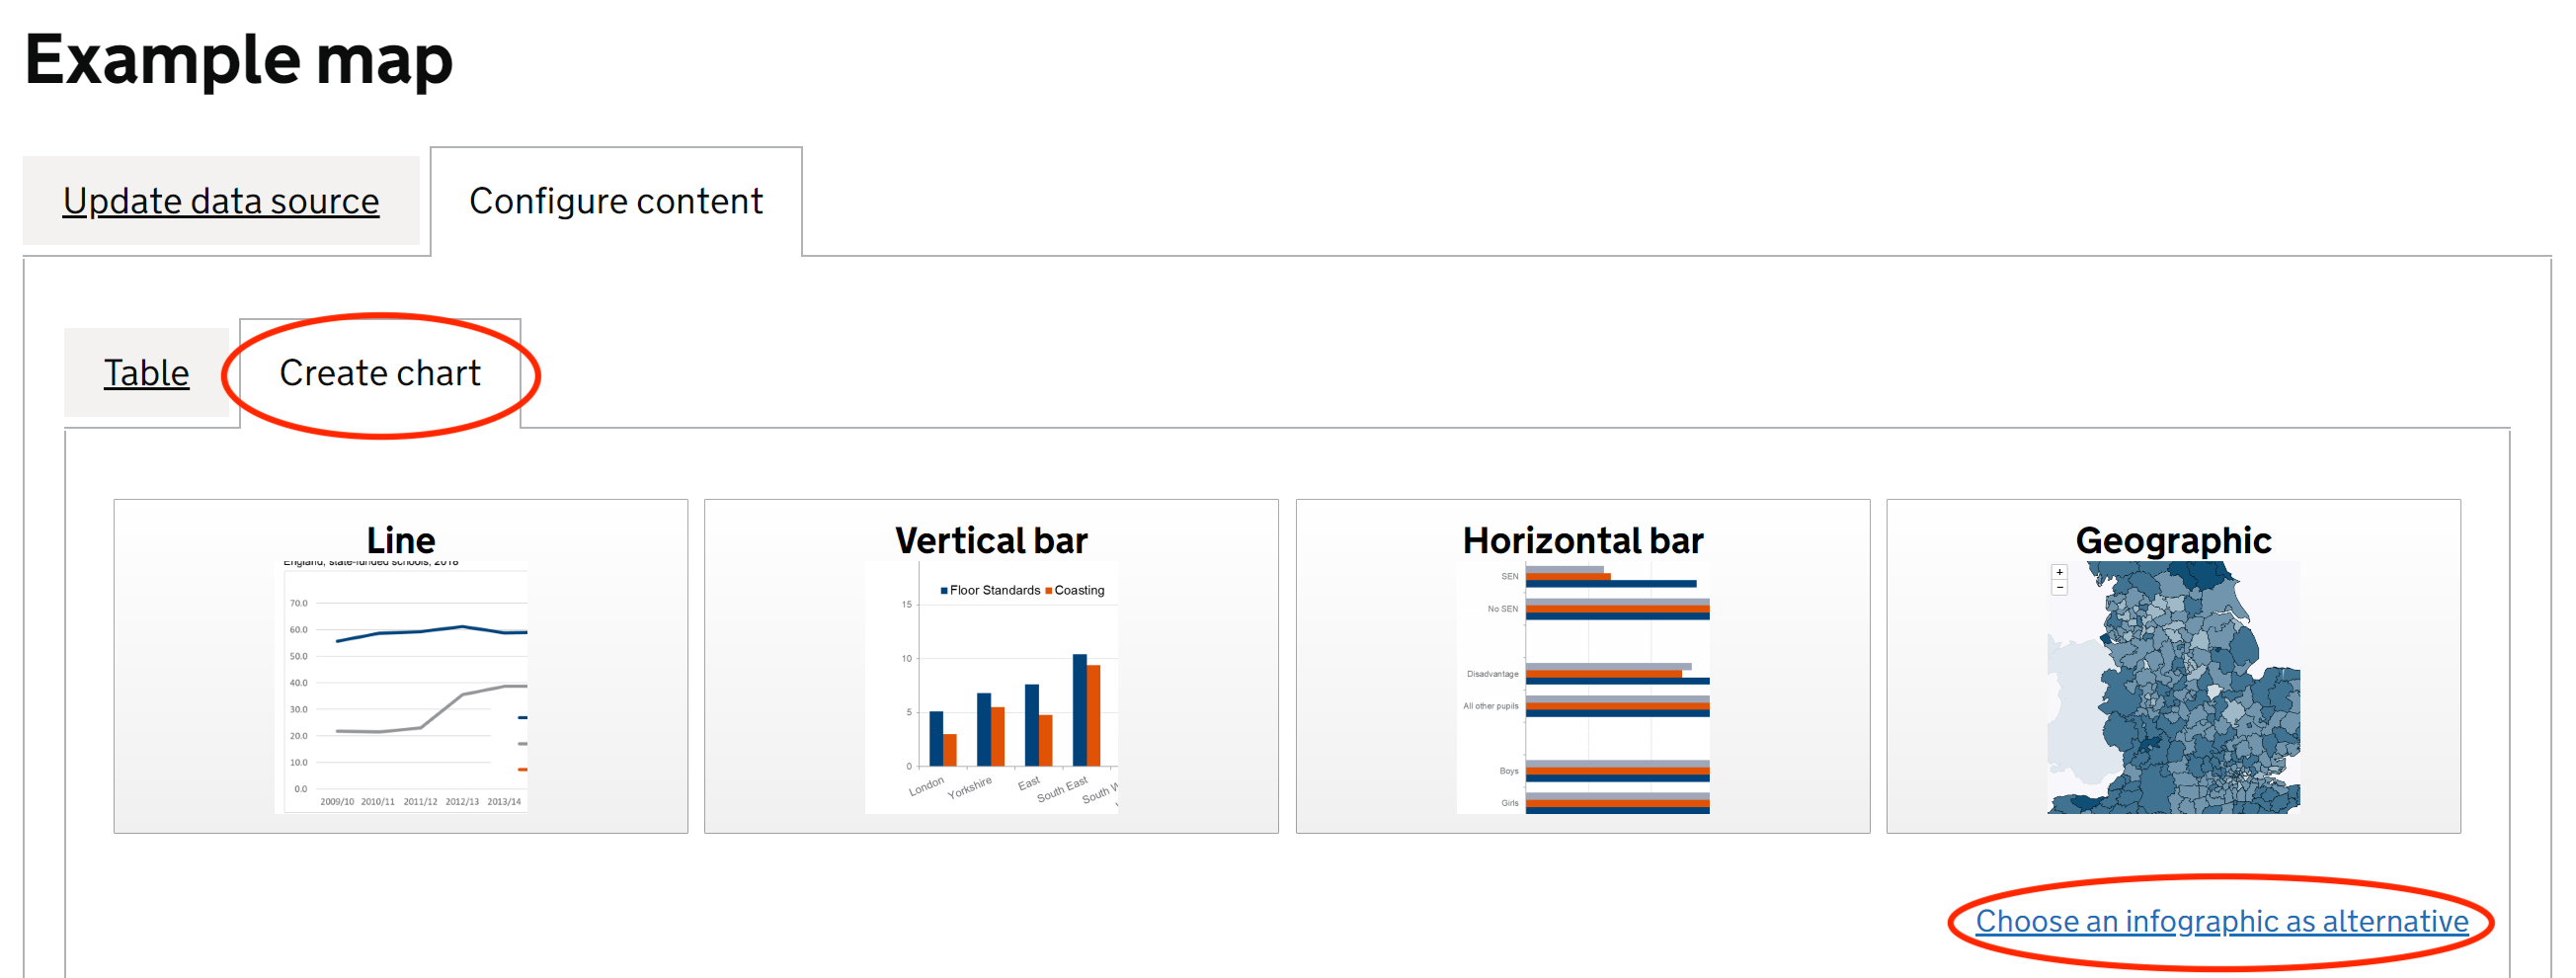 Example map
Update data source
Configure content
Table
Create chart
Line
England, state-funded schools, 2018
70.0
60.0
50.0
40.0
30.0
20.0
10.0
0.0
2009/10 2010/11 2011/12 2012/13 2013/14
Vertical bar
Floor Standards Coasting
15
10
5
0
London Yorkshire East South East South W
Horizontal bar
SEN
No SEN
Disadvantage
All other pupils
Boys
Girls
Geographic
+
−
Choose an infographic as alternative